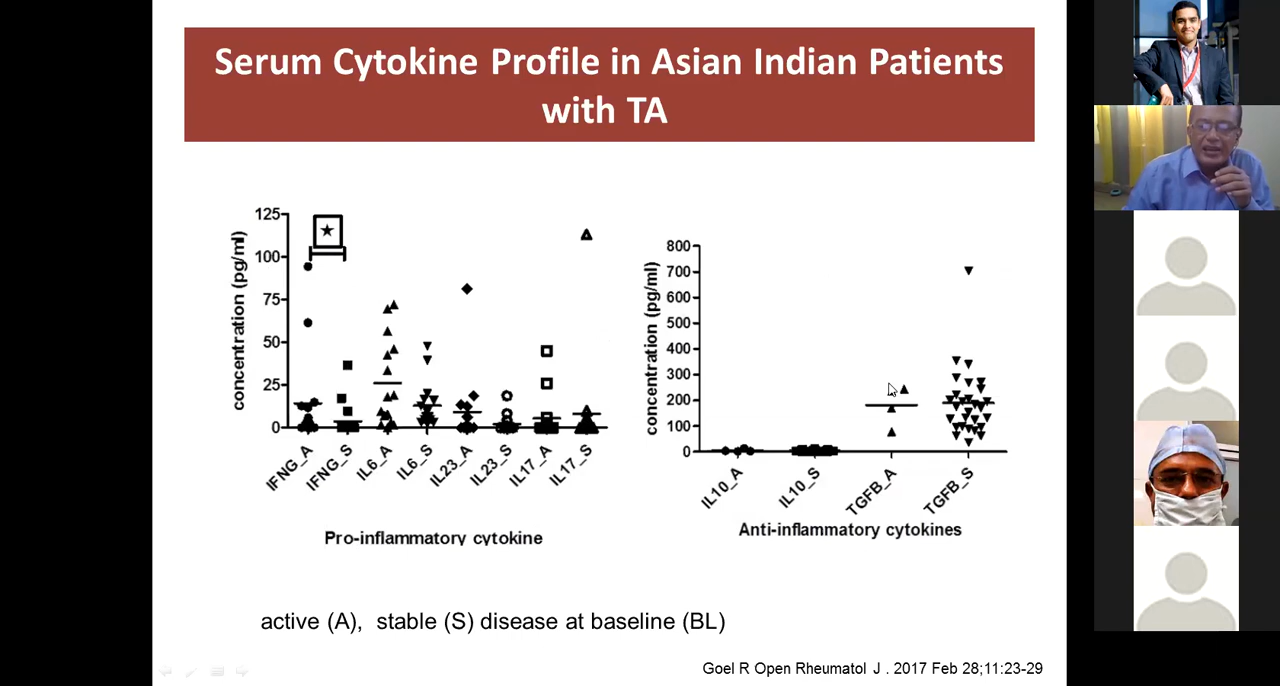 Serum Cytokine Profile in Asian Indian Patients
with TA
concentration (pg/ml)
125
100
75
50
25
0
IFNG_A
IFNG_S
IL6_A
IL6_S
IL23_A
IL23_S
IL17_A
IL17_S
Pro-inflammatory cytokine
concentration (pg/ml)
800
700
600
500
400
300
200
100
0
IL10_A
IL10_S
TGFB_A
TGFB_S
Anti-inflammatory cytokines
active (A), stable (S) disease at baseline (BL)
Goel R Open Rheumatol J . 2017 Feb 28;11:23-29